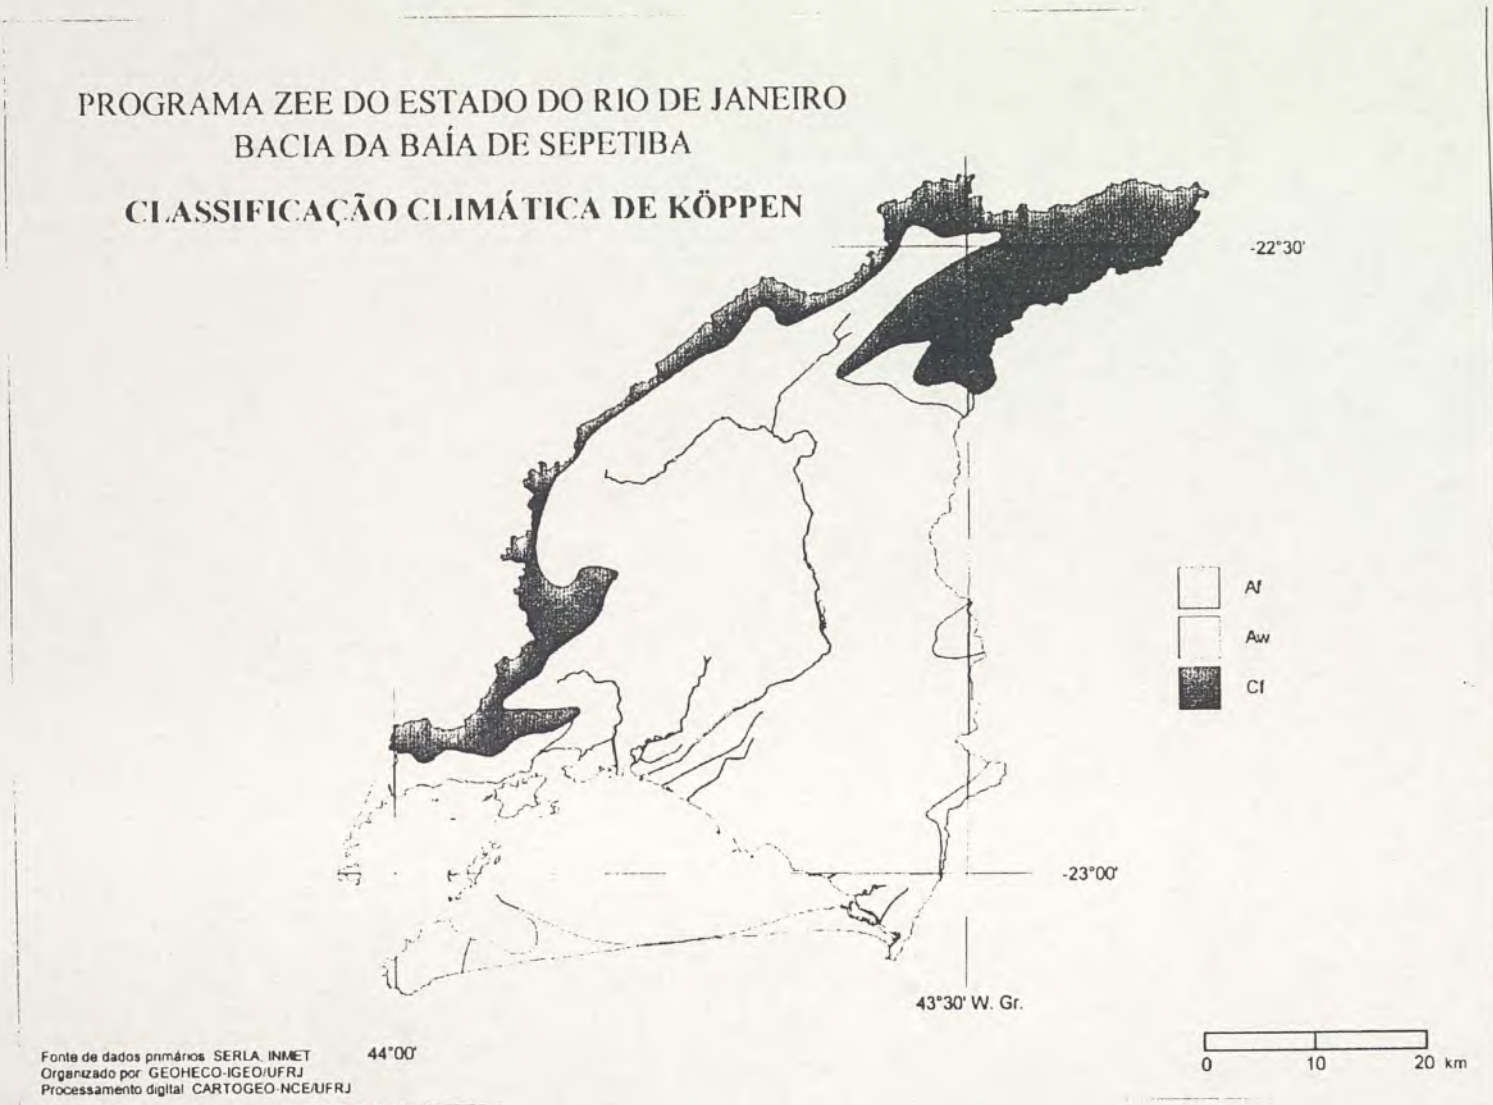 PROGRAMA ZEE DO ESTADO DO RIO DE JANEIRO
BACIA DA BAÍA DE SEPETIBA
CLASSIFICAÇÃO CLIMÁTICA DE KÖPPEN
-22°30'
Af
Aw
Cf
-23°00'
43°30' W. Gr.
44°00'
0 10 20 km
Fonte de dados primários SERLA, INMET
Organizado por GEOHECO-IGEO/UFRJ
Processamento digital CARTOGEO-NCE/UFRJ